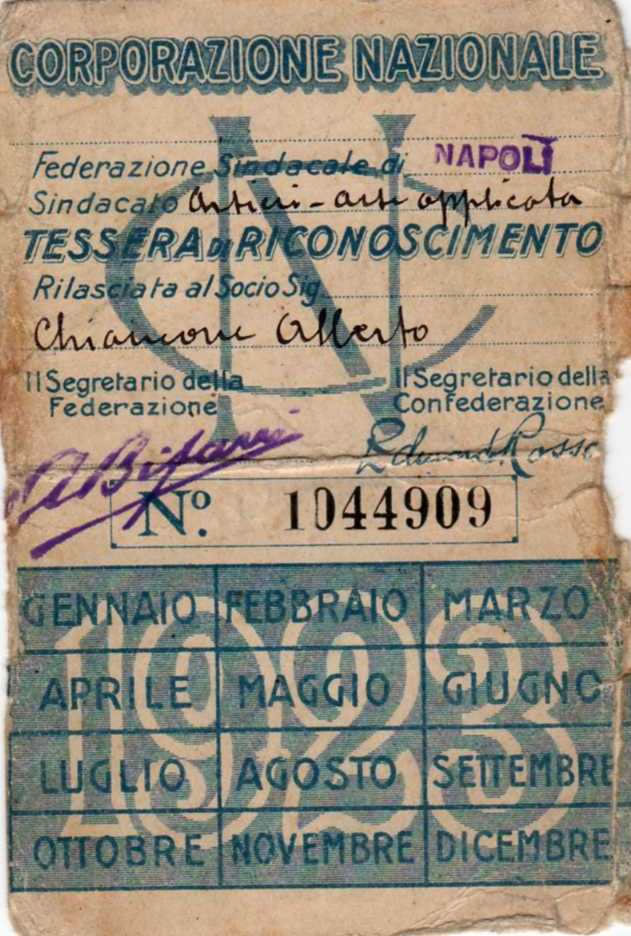 CORPORAZIONE NAZIONALE
CN
Federazione Sindacale di NAPOLI
Sindacato Artieri - arte applicata
TESSERA di RICONOSCIMENTO
Rilasciata al Socio Sig.
Chiancone Alberto
Il Segretario della Federazione
Il Segretario della Confederazione
N.º 1044909
1923
GENNAIO FEBBRAIO MARZO
APRILE MAGGIO GIUGNO
LUGLIO AGOSTO SETTEMBRE
OTTOBRE NOVEMBRE DICEMBRE